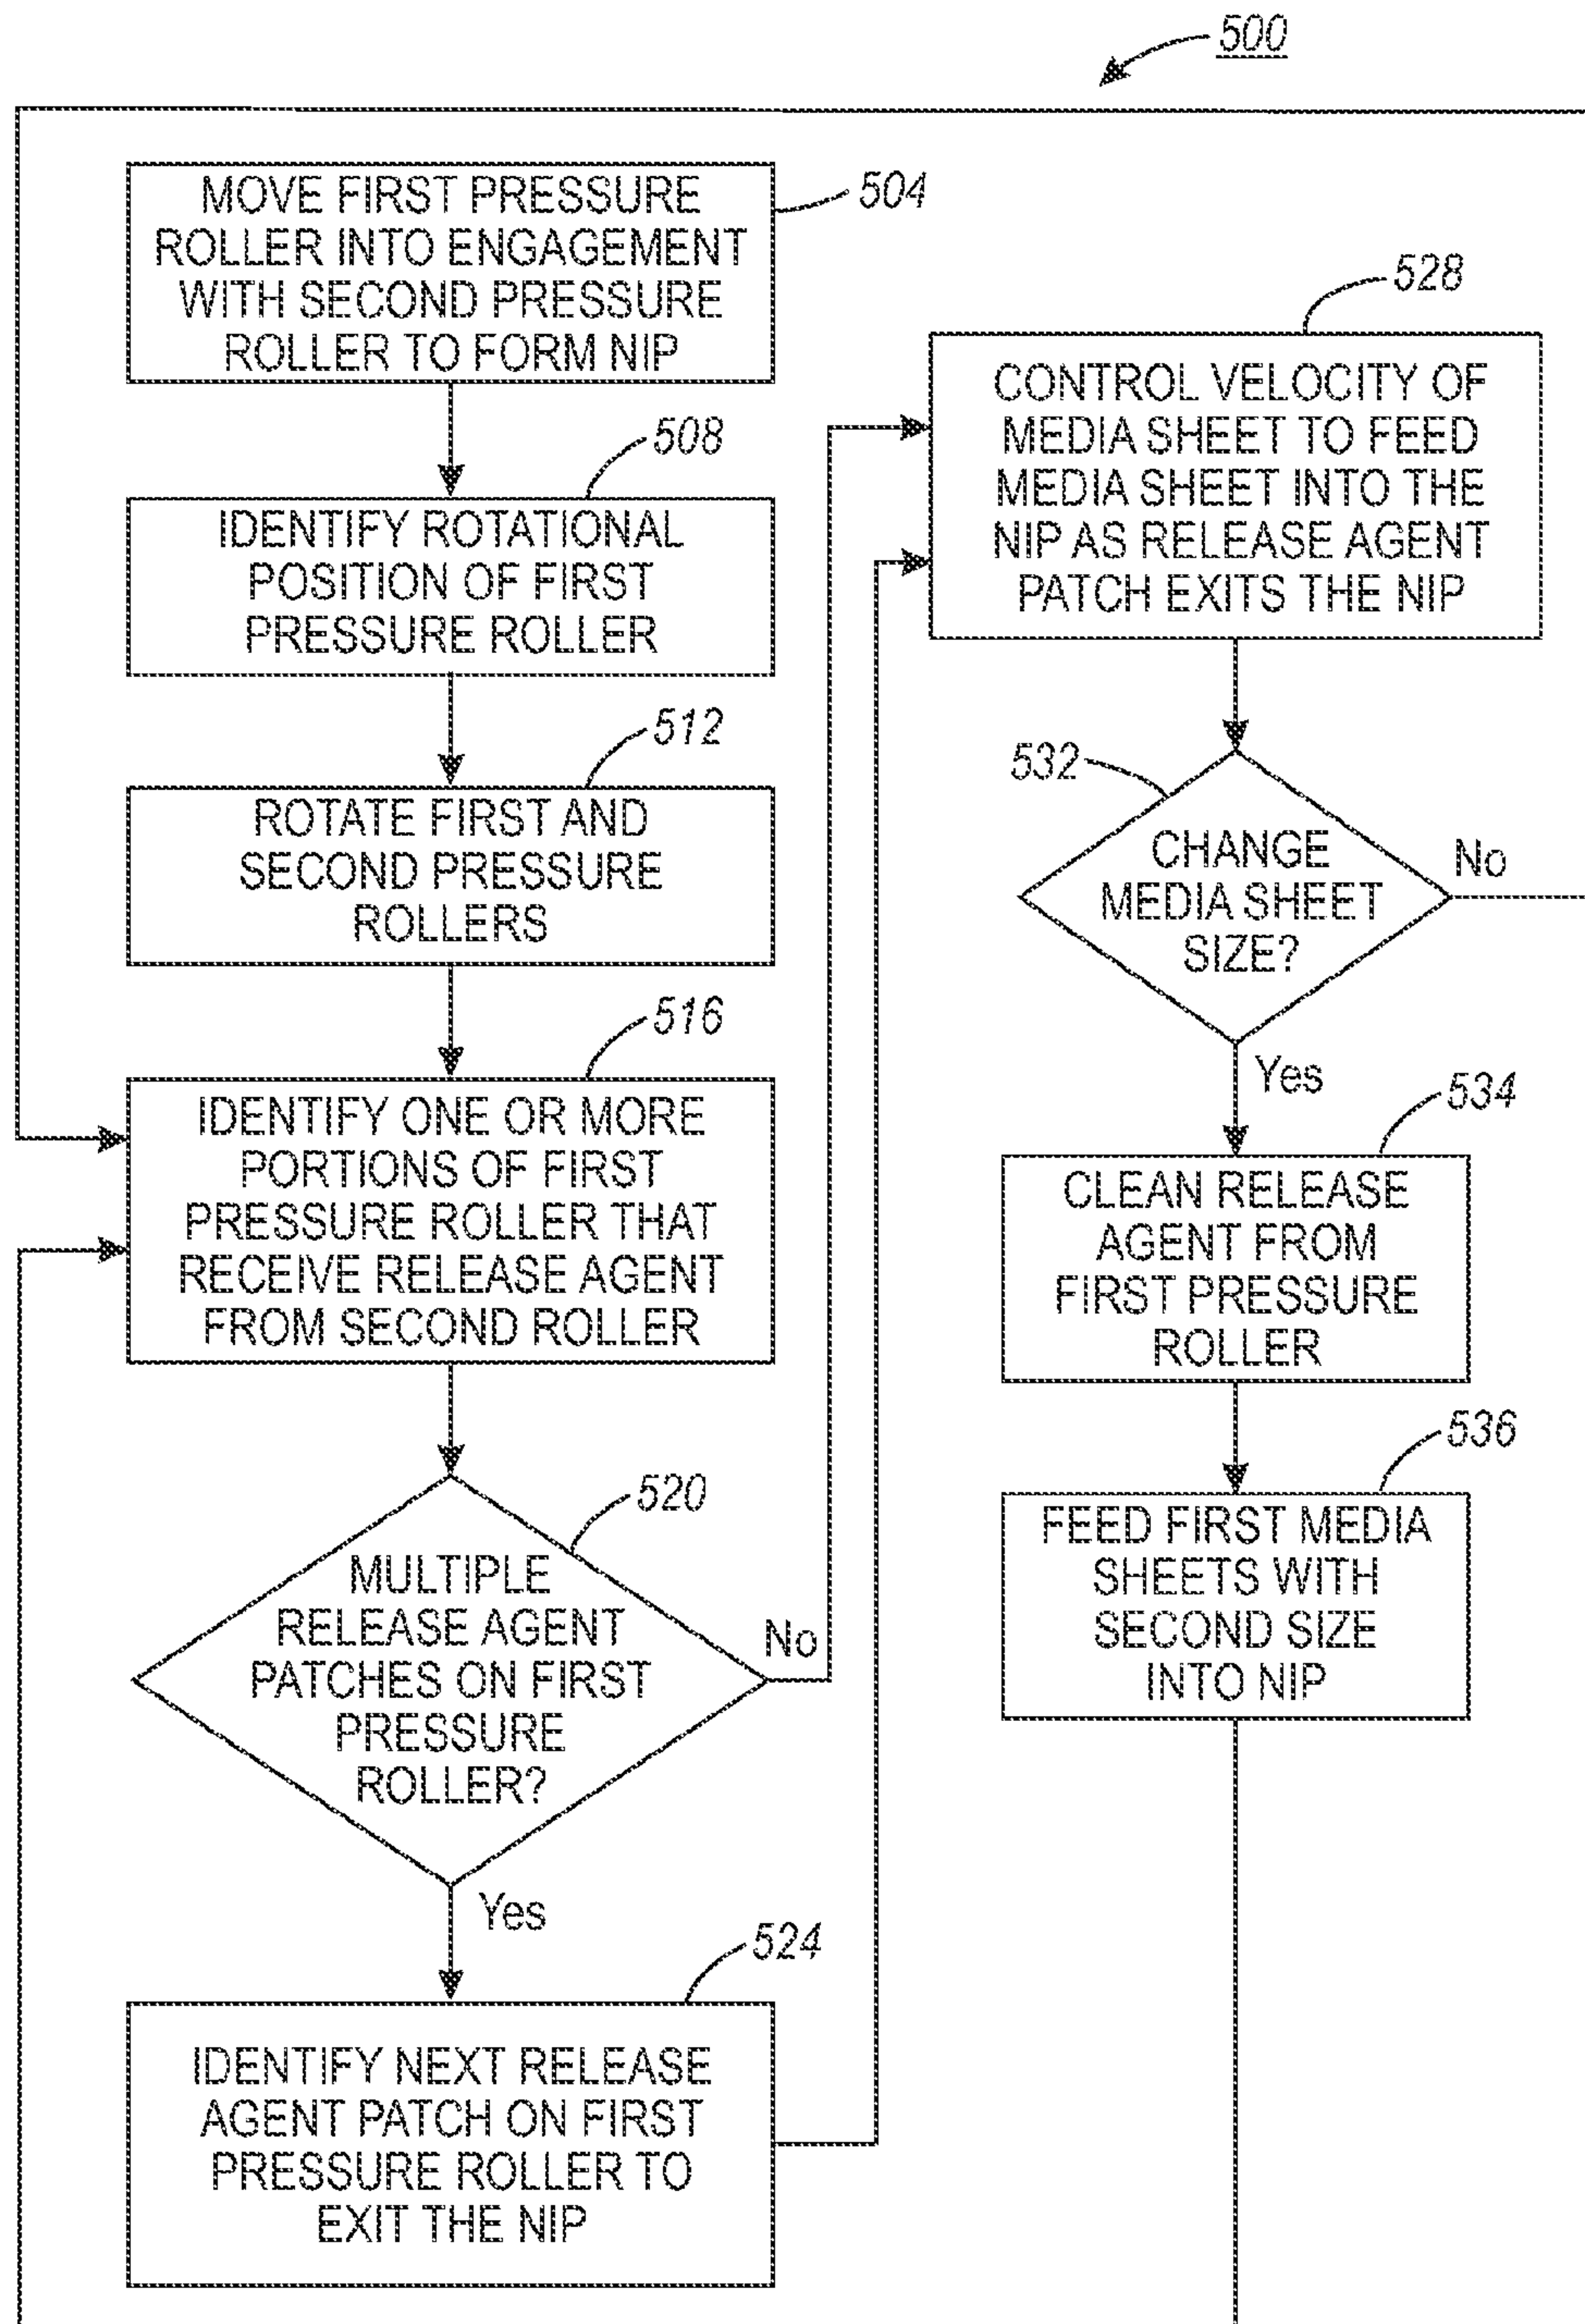 500
MOVE FIRST PRESSURE
ROLLER INTO ENGAGEMENT
WITH SECOND PRESSURE
ROLLER TO FORM NIP
504
508
IDENTIFY ROTATIONAL
POSITION OF FIRST
PRESSURE ROLLER
512
ROTATE FIRST AND
SECOND PRESSURE
ROLLERS
516
IDENTIFY ONE OR MORE
PORTIONS OF FIRST
PRESSURE ROLLER THAT
RECEIVE RELEASE AGENT
FROM SECOND ROLLER
520
MULTIPLE
RELEASE AGENT
PATCHES ON FIRST
PRESSURE
ROLLER?
No
Yes
524
IDENTIFY NEXT RELEASE
AGENT PATCH ON FIRST
PRESSURE ROLLER TO
EXIT THE NIP
528
CONTROL VELOCITY OF
MEDIA SHEET TO FEED
MEDIA SHEET INTO THE
NIP AS RELEASE AGENT
PATCH EXITS THE NIP
532
CHANGE
MEDIA SHEET
SIZE?
No
Yes
534
CLEAN RELEASE
AGENT FROM
FIRST PRESSURE
ROLLER
536
FEED FIRST MEDIA
SHEETS WITH
SECOND SIZE
INTO NIP